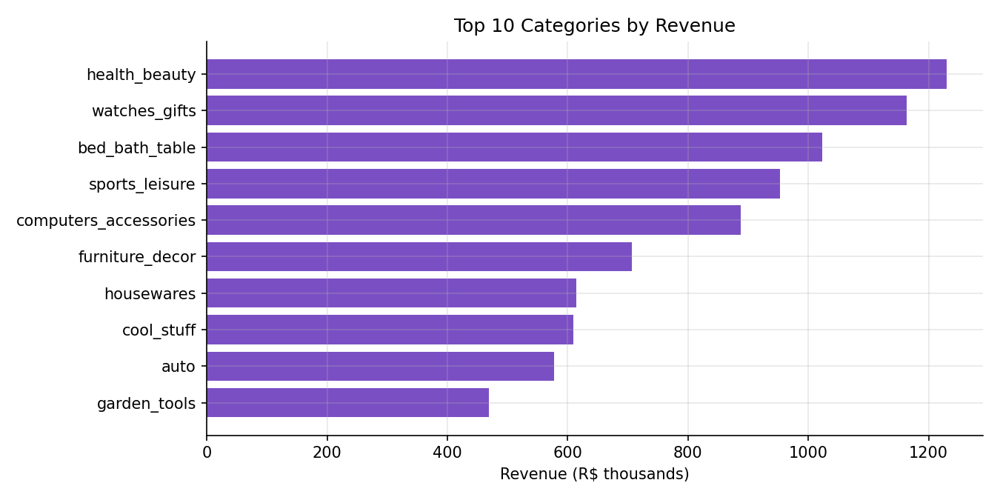 Top 10 Categories by Revenue
health_beauty
watches_gifts
bed_bath_table
sports_leisure
computers_accessories
furniture_decor
housewares
cool_stuff
auto
garden_tools
0 200 400 600 800 1000 1200
Revenue (R$ thousands)